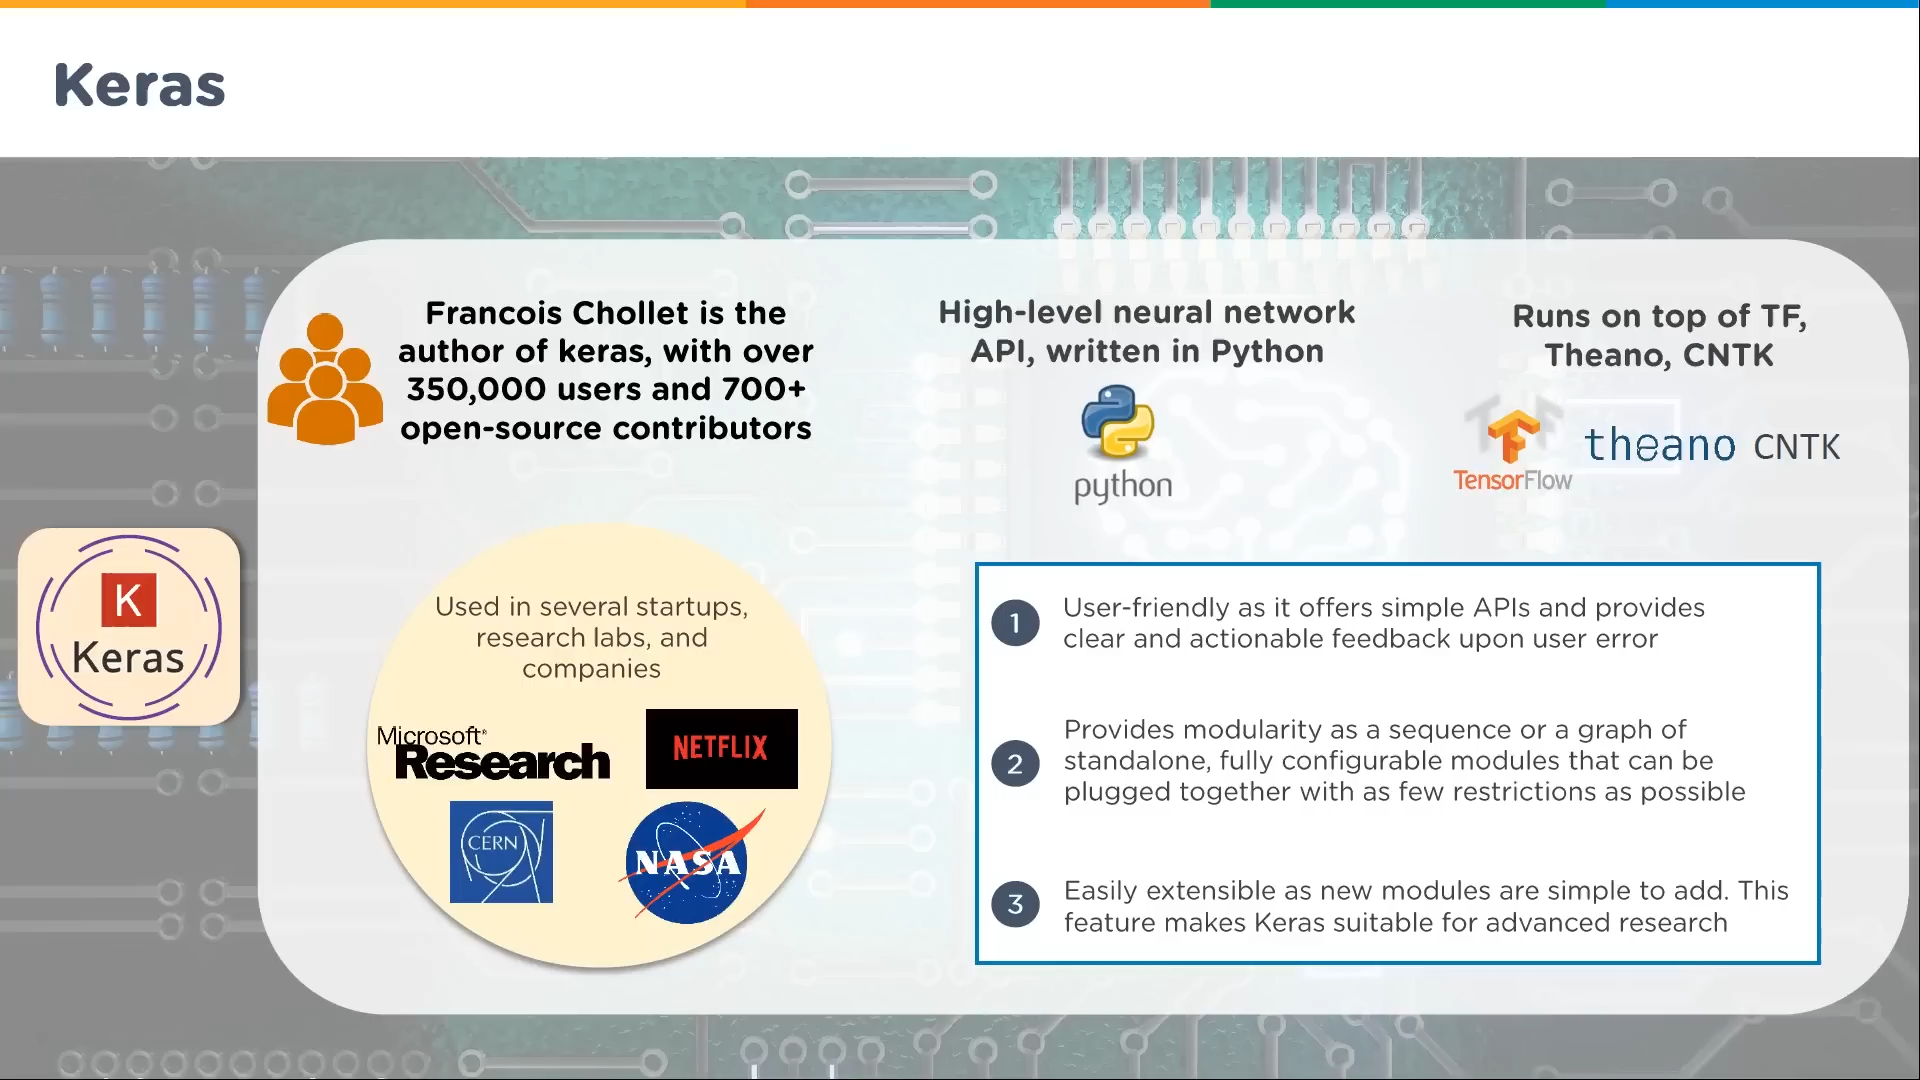 Keras
Francois Chollet is the
author of keras, with over
350,000 users and 700+
open-source contributors
High-level neural network
API, written in Python
python
Runs on top of TF,
Theano, CNTK
TensorFlow
theano
CNTK
K
Keras
Used in several startups,
research labs, and
companies
Microsoft®
Research
NETFLIX
CERN
NASA
1
User-friendly as it offers simple APIs and provides
clear and actionable feedback upon user error
2
Provides modularity as a sequence or a graph of
standalone, fully configurable modules that can be
plugged together with as few restrictions as possible
3
Easily extensible as new modules are simple to add. This
feature makes Keras suitable for advanced research